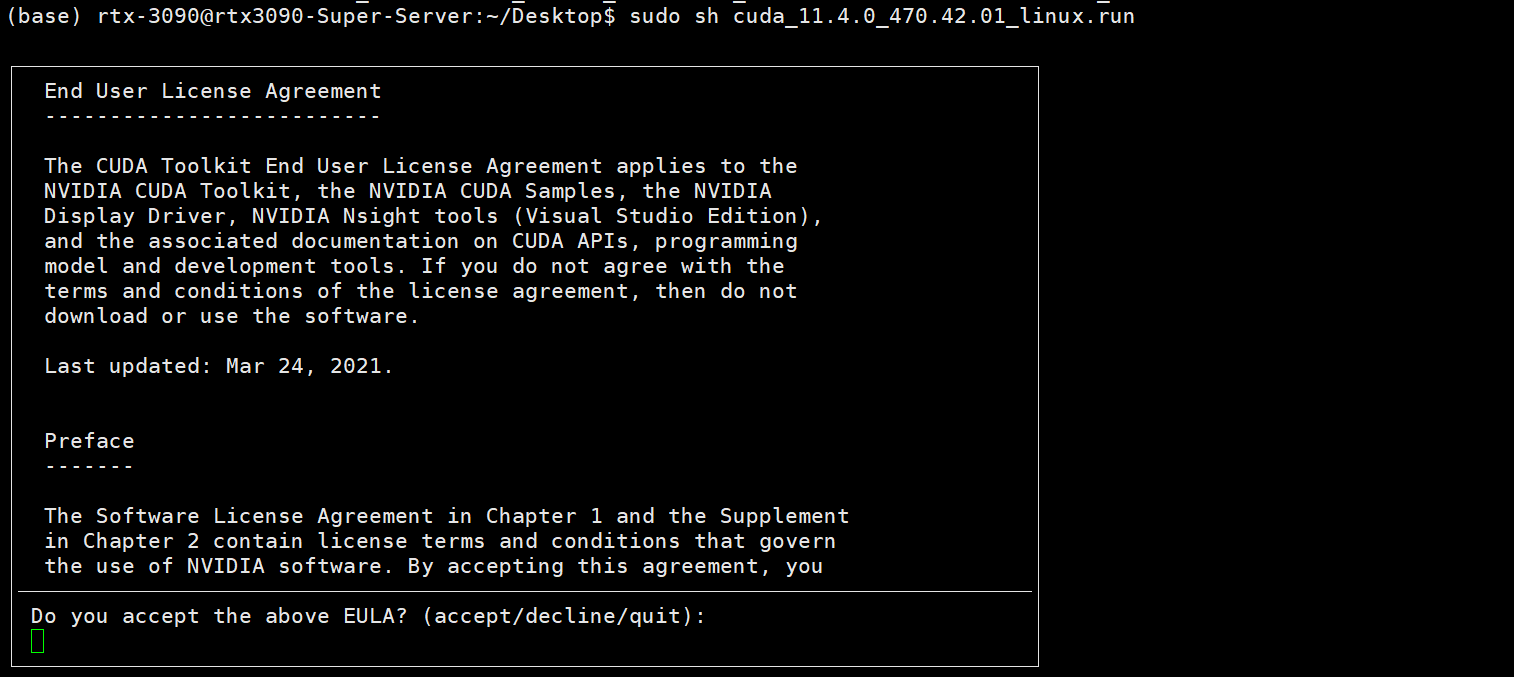 (base) rtx-3090@rtx3090-Super-Server:~/Desktop$ sudo sh cuda_11.4.0_470.42.01_linux.run
End User License Agreement
--------------------------
The CUDA Toolkit End User License Agreement applies to the
NVIDIA CUDA Toolkit, the NVIDIA CUDA Samples, the NVIDIA
Display Driver, NVIDIA Nsight tools (Visual Studio Edition),
and the associated documentation on CUDA APIs, programming
model and development tools. If you do not agree with the
terms and conditions of the license agreement, then do not
download or use the software.
Last updated: Mar 24, 2021.
Preface
-------
The Software License Agreement in Chapter 1 and the Supplement
in Chapter 2 contain license terms and conditions that govern
the use of NVIDIA software. By accepting this agreement, you
Do you accept the above EULA? (accept/decline/quit):